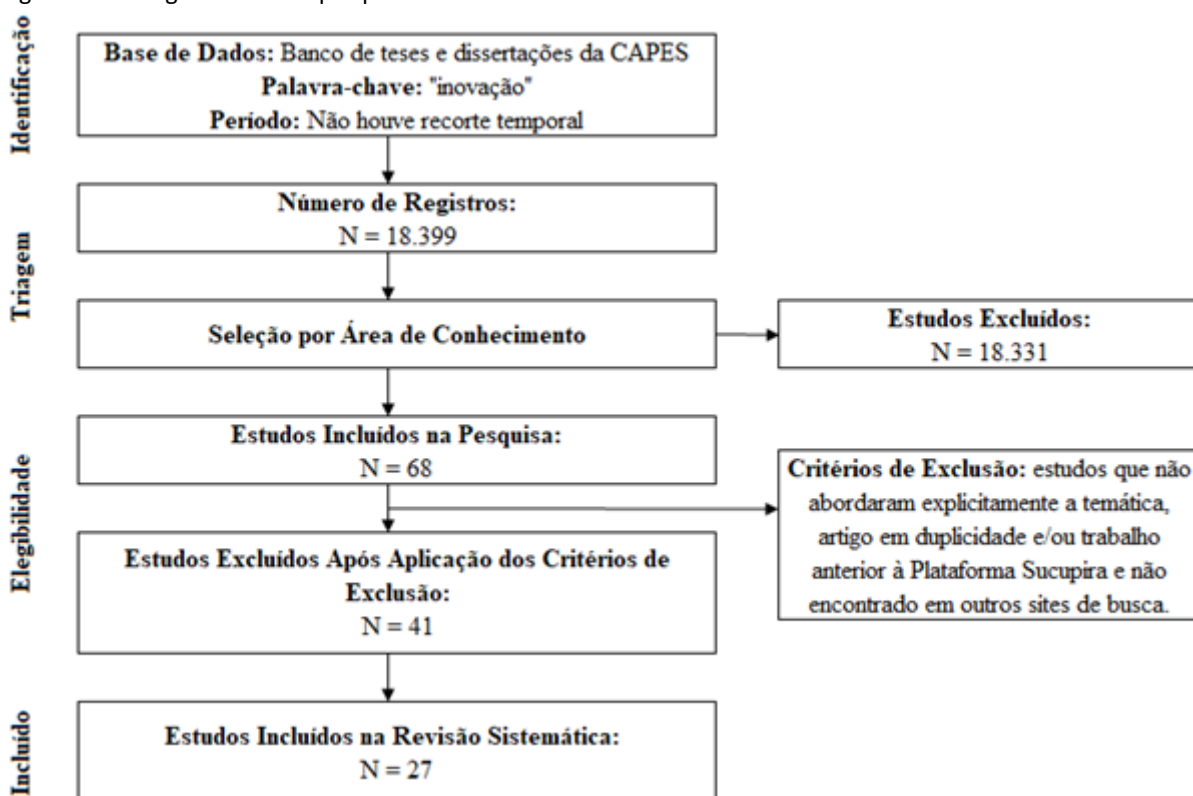 Identificação
Base de Dados: Banco de teses e dissertações da CAPES
Palavra-chave: "inovação"
Período: Não houve recorte temporal
Triagem
Número de Registros:
N = 18.399
Seleção por Área de Conhecimento
Estudos Excluídos:
N = 18.331
Elegibilidade
Estudos Incluídos na Pesquisa:
N = 68
Critérios de Exclusão: estudos que não
abordaram explicitamente a temática,
artigo em duplicidade e/ou trabalho
anterior à Plataforma Sucupira e não
encontrado em outros sites de busca.
Estudos Excluídos Após Aplicação dos Critérios de
Exclusão:
N = 41
Incluído
Estudos Incluídos na Revisão Sistemática:
N = 27